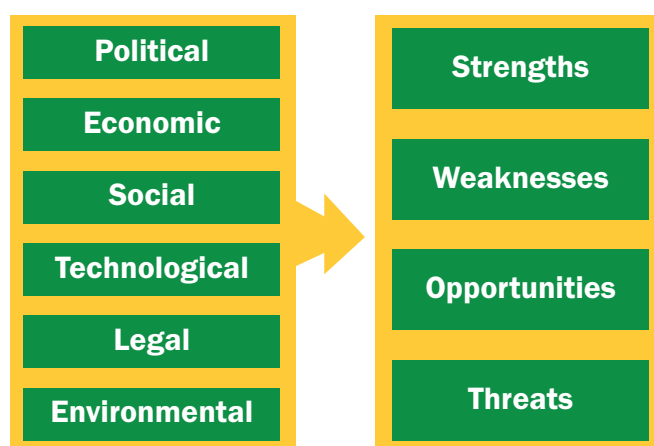 Political
Economic
Social
Technological
Legal
Environmental
Strengths
Weaknesses
Opportunities
Threats